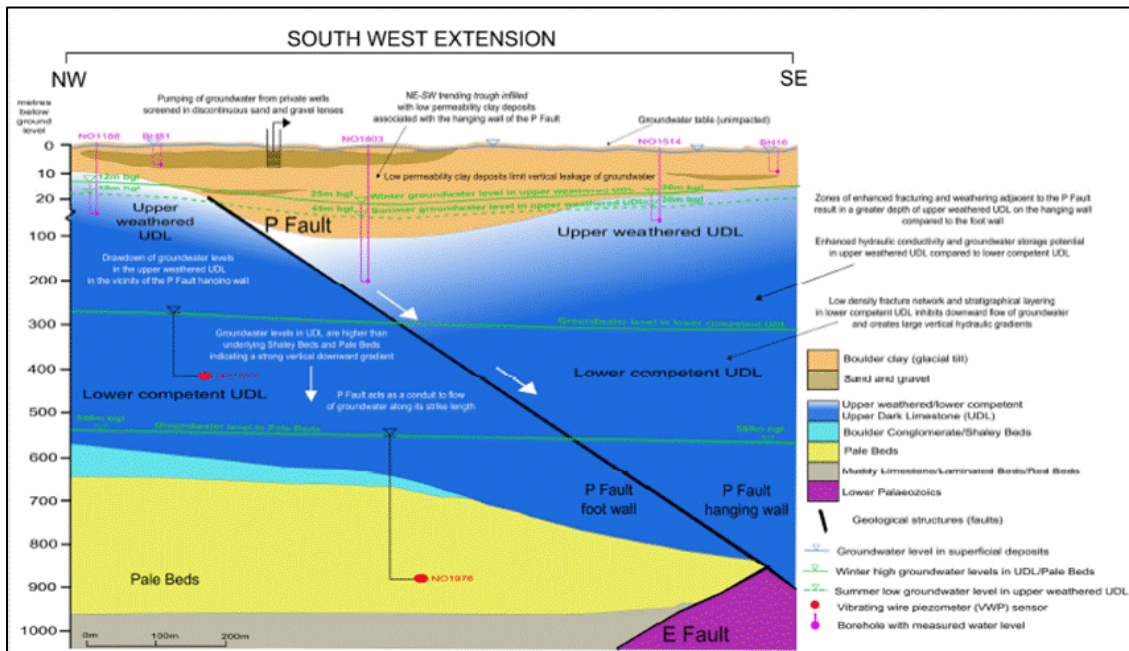 SOUTH WEST EXTENSION
NW
SE
metres
below
ground
level
Pumping of groundwater from private wells
screened in discontinuous sand and gravel lenses
NE-SW trending trough infilled
with low permeability clay deposits
associated with the hanging wall of the P Fault
Groundwater table (unimpacted)
NO1168
BH81
NO1803
NO1614
BH16
0
10
20
100
200
300
400
500
600
700
800
900
1000
Low permeability clay deposits limit vertical leakage of groundwater
12m bgl
18m bgl
35m bgl
Winter groundwater level in upper weathered UDL
20m bgl
45m bgl
Summer groundwater level in upper weathered UDL
30m bgl
Upper
weathered
UDL
P Fault
Upper weathered UDL
Drawdown of groundwater levels
in the upper weathered UDL
in the vicinity of the P Fault hanging wall
Zones of enhanced fracturing and weathering adjacent to the P Fault
result in a greater depth of upper weathered UDL on the hanging wall
compared to the foot wall
Enhanced hydraulic conductivity and groundwater storage potential
in upper weathered UDL compared to lower competent UDL
Low density fracture network and stratigraphical layering
in lower competent UDL inhibits downward flow of groundwater
and creates large vertical hydraulic gradients
Groundwater level in lower competent UDL
Groundwater levels in UDL are higher than
underlying Shaley Beds and Pale Beds
indicating a strong vertical downward gradient
Lower competent UDL
Lower competent UDL
P Fault acts as a conduit to flow
of groundwater along its strike length
Groundwater level in Pale Beds
P Fault
foot wall
P Fault
hanging wall
Pale Beds
NO1976
E Fault
0m
100m
200m
Boulder clay (glacial till)
Sand and gravel
Upper weathered/lower competent
Upper Dark Limestone (UDL)
Boulder Conglomerate/Shaley Beds
Pale Beds
Muddy Limestone/Laminated Beds/Red Beds
Lower Palaeozoics
Geological structures (faults)
Groundwater level in superficial deposits
Winter high groundwater levels in UDL/Pale Beds
Summer low groundwater level in upper weathered UDL
Vibrating wire piezometer (VWP) sensor
Borehole with measured water level